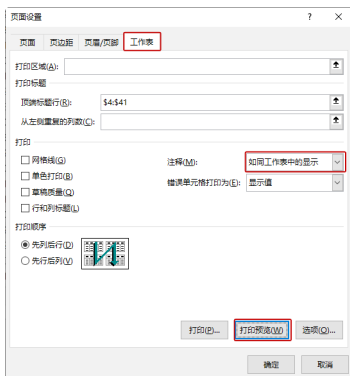 页面设置 ? ×
页面 页边距 页眉/页脚 工作表
打印区域(A):
打印标题
顶端标题行(R): $4:$41
从左侧重复的列数(C):
打印
网格线(G) 注释(M): 如同工作表中的显示
单色打印(B) 错误单元格打印为(E): 显示值
草稿质量(Q)
行和列标题(L)
打印顺序
先列后行(D)
先行后列(V)
打印(P)... 打印预览(W) 选项(O)...
确定 取消